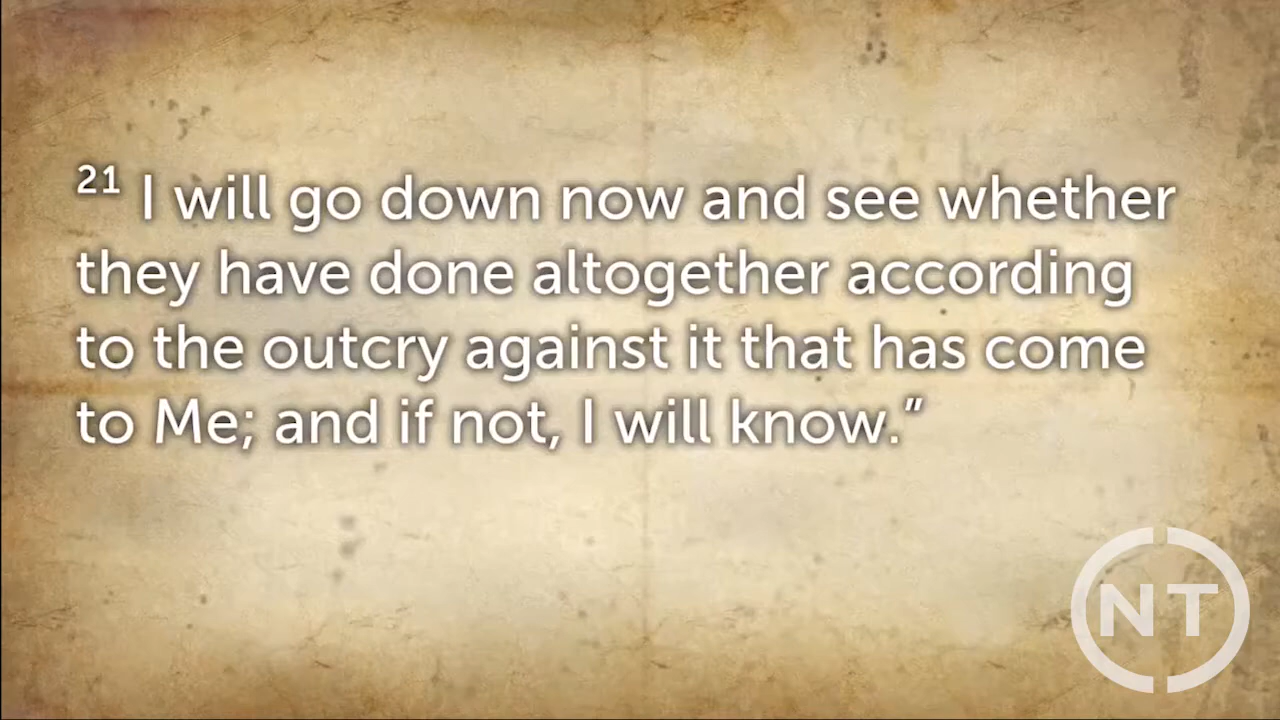 21 I will go down now and see whether
they have done altogether according
to the outcry against it that has come
to Me; and if not, I will know.”
NT